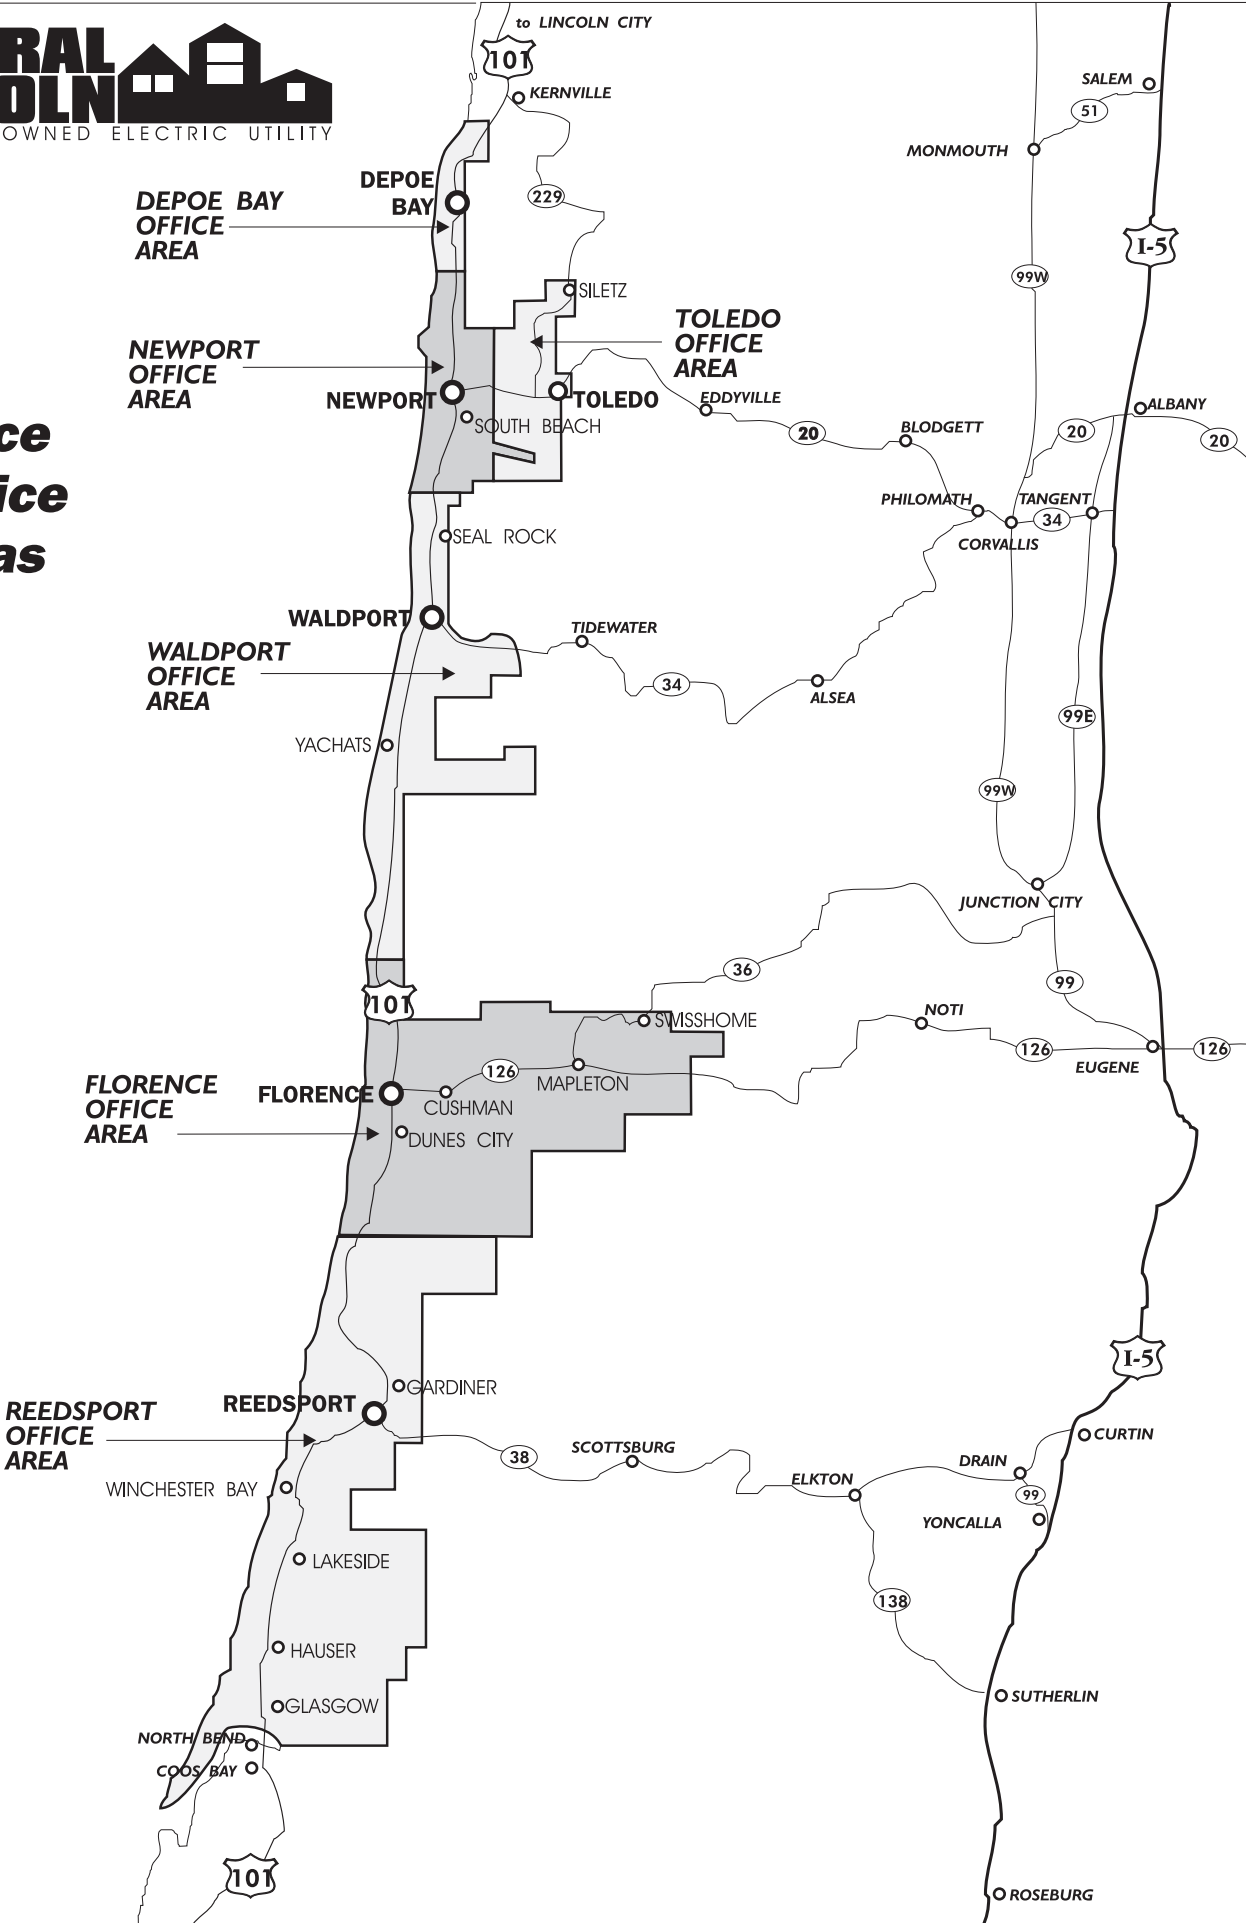 to LINCOLN CITY
RAL
OLN
OWNED ELECTRIC UTILITY
101
KERNVILLE
SALEM
51
MONMOUTH
DEPOE
BAY
DEPOE BAY
OFFICE
AREA
229
I-5
99W
SILETZ
TOLEDO
OFFICE
AREA
NEWPORT
OFFICE
AREA
NEWPORT
TOLEDO
EDDYVILLE
ALBANY
SOUTH BEACH
20
BLODGETT
20
20
ce
ice
as
PHILOMATH
TANGENT
34
CORVALLIS
SEAL ROCK
WALDPORT
TIDEWATER
WALDPORT
OFFICE
AREA
34
ALSEA
99E
YACHATS
99W
JUNCTION CITY
36
99
101
NOTI
SWISSHOME
126
126
EUGENE
126
MAPLETON
FLORENCE
OFFICE
AREA
FLORENCE
CUSHMAN
DUNES CITY
I-5
GARDINER
REEDSPORT
REEDSPORT
OFFICE
AREA
38
SCOTTSBURG
CURTIN
DRAIN
ELKTON
99
WINCHESTER BAY
YONCALLA
LAKESIDE
138
HAUSER
SUTHERLIN
GLASGOW
NORTH BEND
COOS BAY
101
ROSEBURG